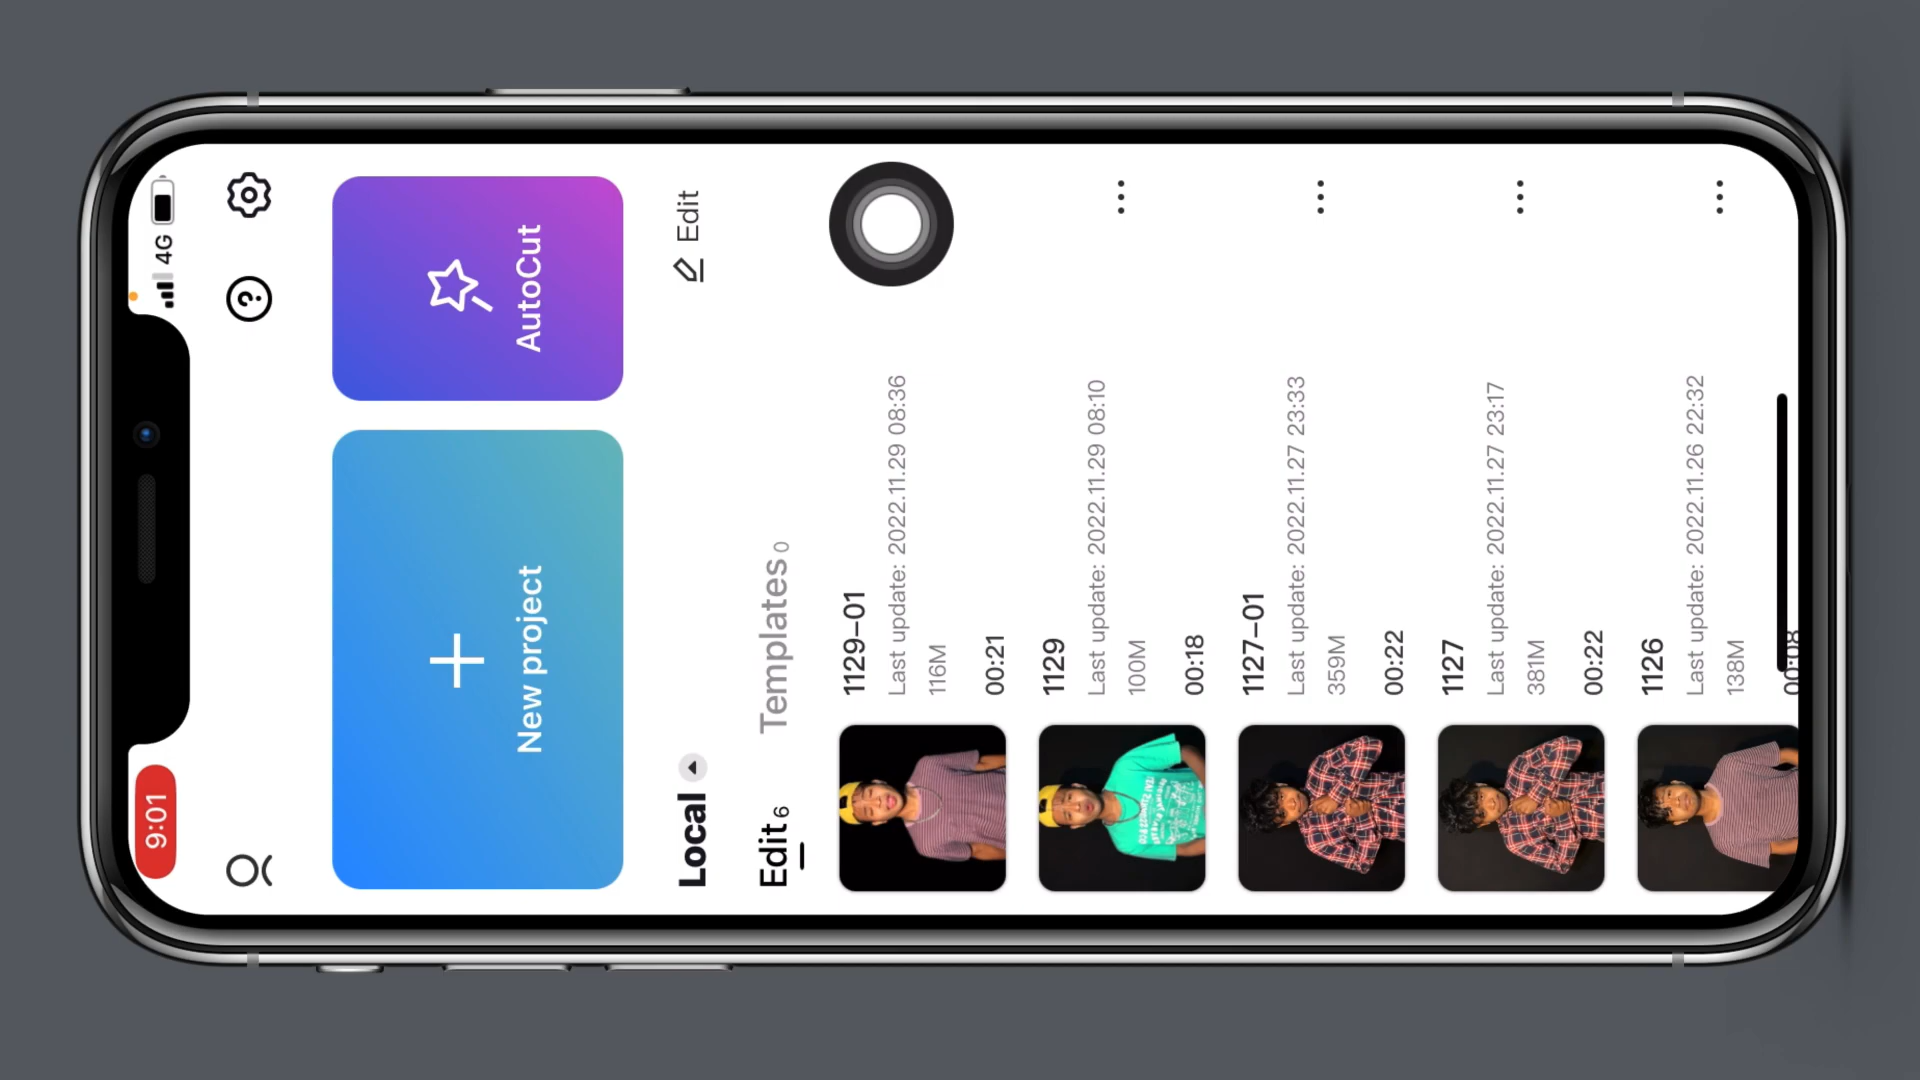 9:01
4G
New project
AutoCut
Local
Edit
Edit 6
Templates 0
1129-01
Last update: 2022.11.29 08:36
116M
00:21
1129
Last update: 2022.11.29 08:10
100M
00:18
1127-01
Last update: 2022.11.27 23:33
359M
00:22
1127
Last update: 2022.11.27 23:17
381M
00:22
1126
Last update: 2022.11.26 22:32
138M
00:08